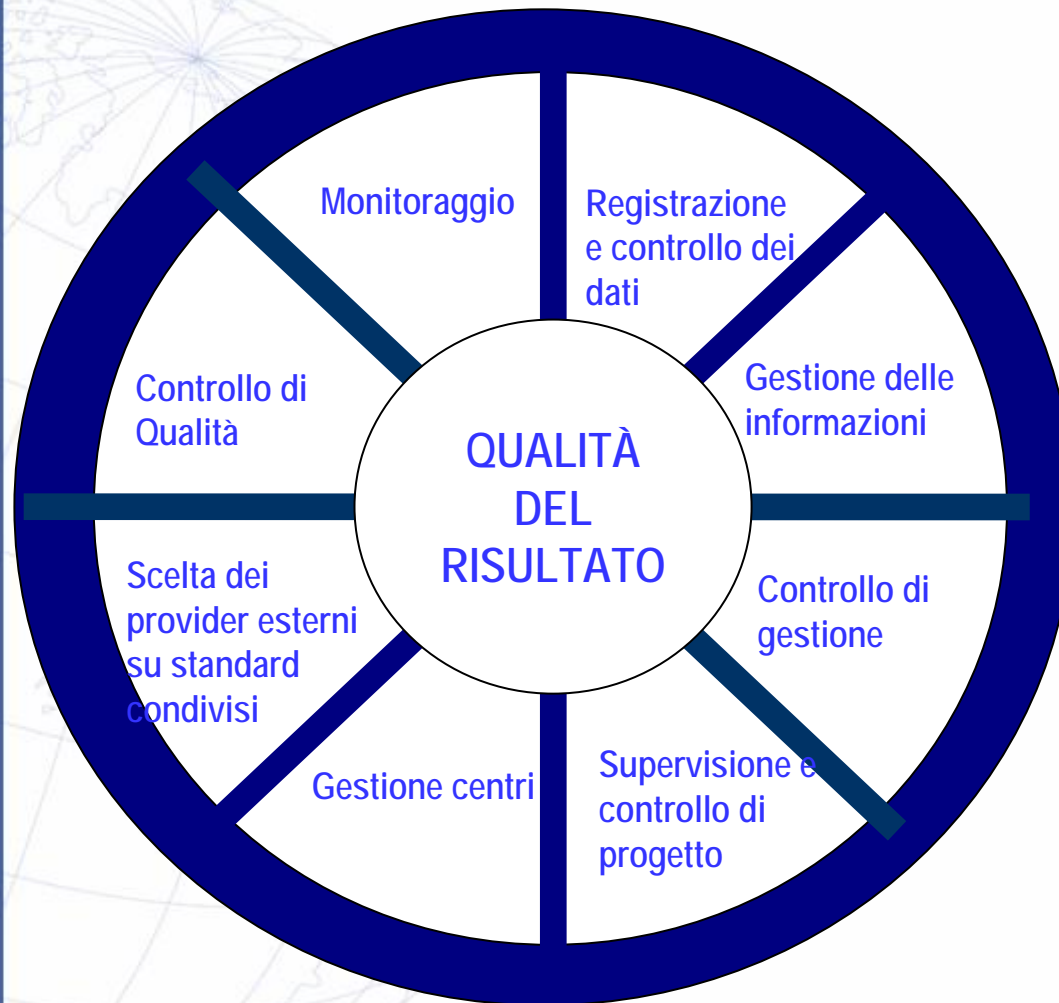 Monitoraggio
Registrazione
e controllo dei
dati
Gestione delle
informazioni
Controllo di
gestione
Supervisione e
controllo di
progetto
Gestione centri
Scelta dei
provider esterni
su standard
condivisi
Controllo di
Qualità
QUALITÀ
DEL
RISULTATO